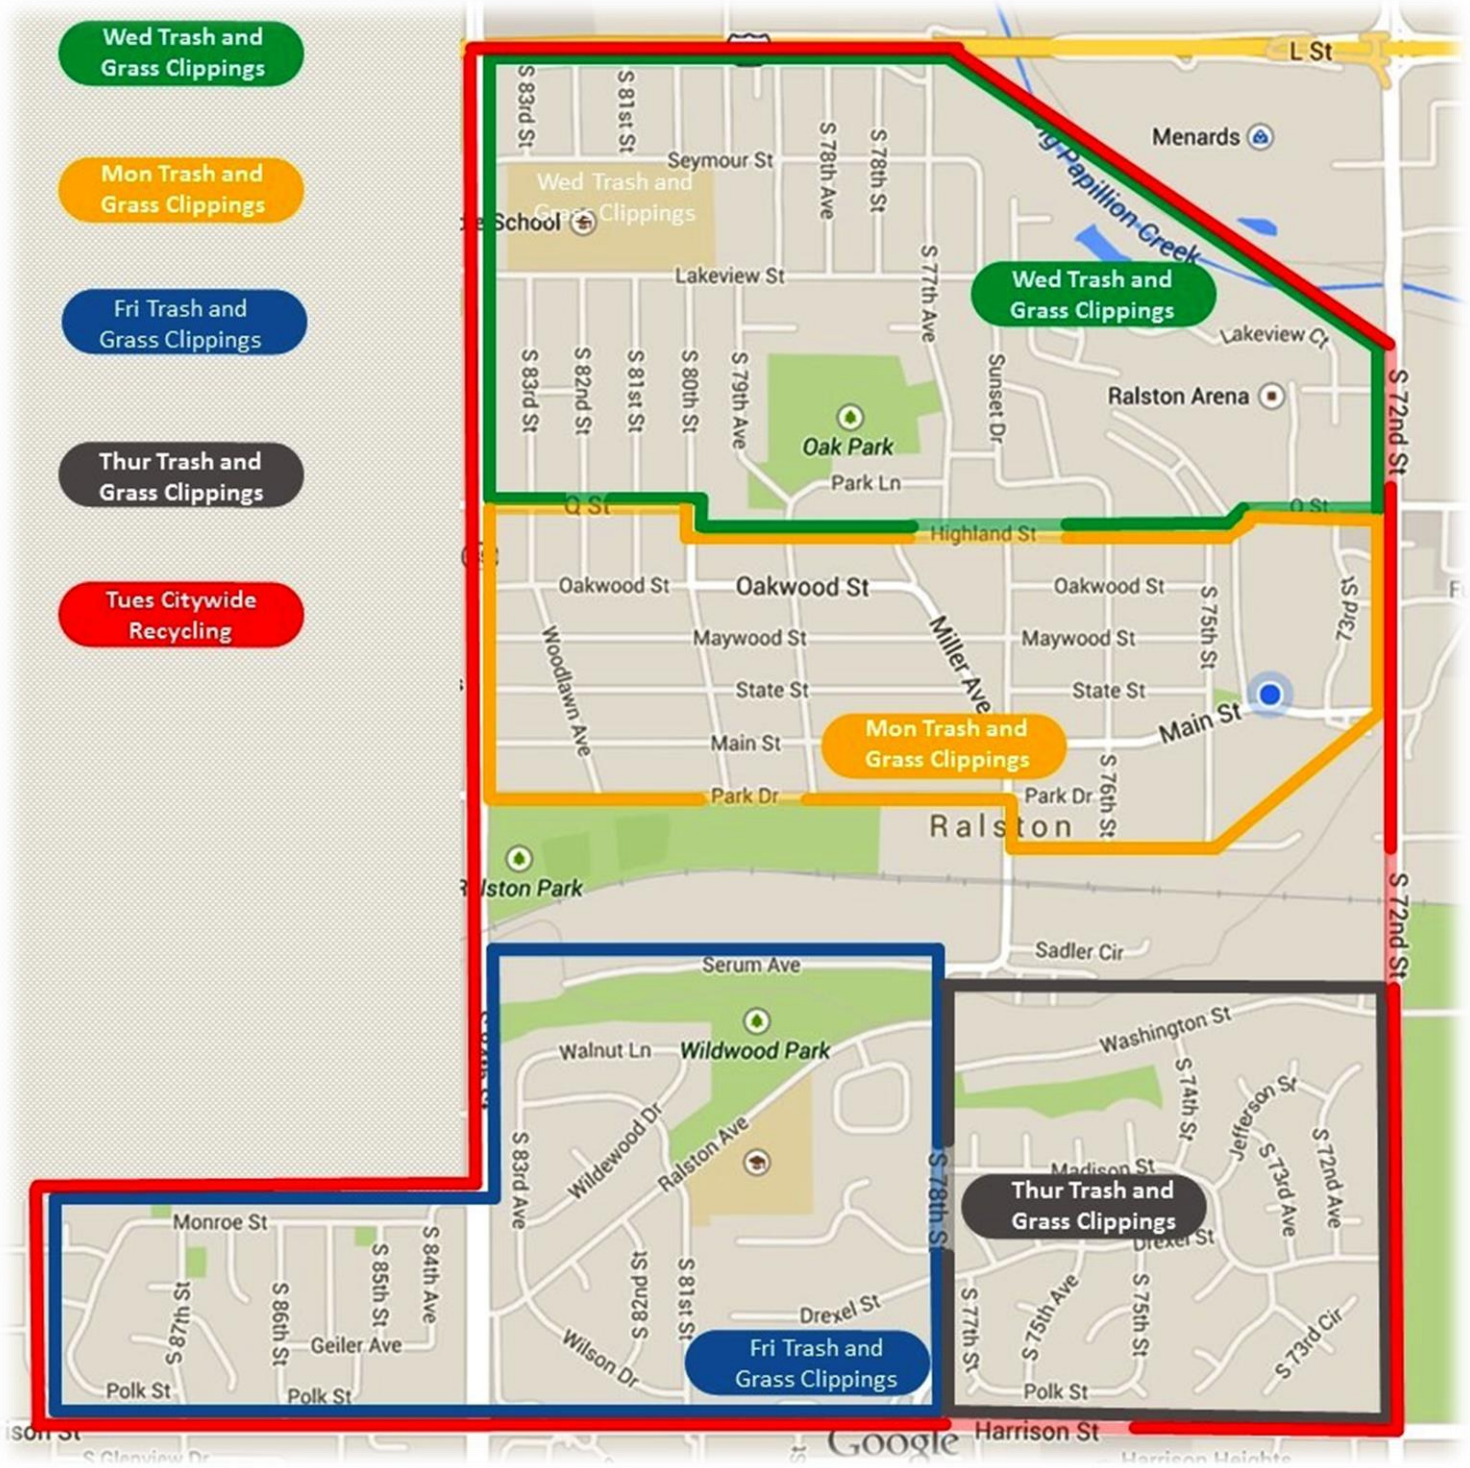 Wed Trash and
Grass Clippings
Mon Trash and
Grass Clippings
Fri Trash and
Grass Clippings
Thur Trash and
Grass Clippings
Tues Citywide
Recycling
L St
Menards
S 83rd St
S 81st St
Seymour St
S 78th Ave
S 78th St
Papillion Creek
Wed Trash and
Grass Clippings
School
Lakeview St
S 77th Ave
Wed Trash and
Grass Clippings
Lakeview Ct
S 83rd St
S 82nd St
S 81st St
S 80th St
S 79th Ave
Sunset Dr
Ralston Arena
S 72nd St
Oak Park
Park Ln
Q St
Q St
Highland St
Oakwood St
Oakwood St
Oakwood St
S 75th St
73rd St
Woodlawn Ave
Maywood St
Miller Ave
Maywood St
State St
State St
Main St
Mon Trash and
Grass Clippings
Main St
S 76th St
Park Dr
Park Dr
Ralston
Ralston Park
S 72nd St
Sadler Cir
Serum Ave
Washington St
Walnut Ln
Wildwood Park
S 74th St
Jefferson St
S 83rd Ave
Wildewood Dr
Ralston Ave
S 78th St
Madison St
S 73rd Ave
S 72nd Ave
Thur Trash and
Grass Clippings
Drexel St
Monroe St
S 87th St
S 86th St
S 85th St
S 84th Ave
Geiler Ave
S 82nd St
S 81st St
Drexel St
S 77th St
S 75th Ave
S 75th St
S 73rd Cir
Wilson Dr
Fri Trash and
Grass Clippings
Polk St
Polk St
Polk St
ison St
Harrison St
Google
S Glenview Dr
Harrison Heights